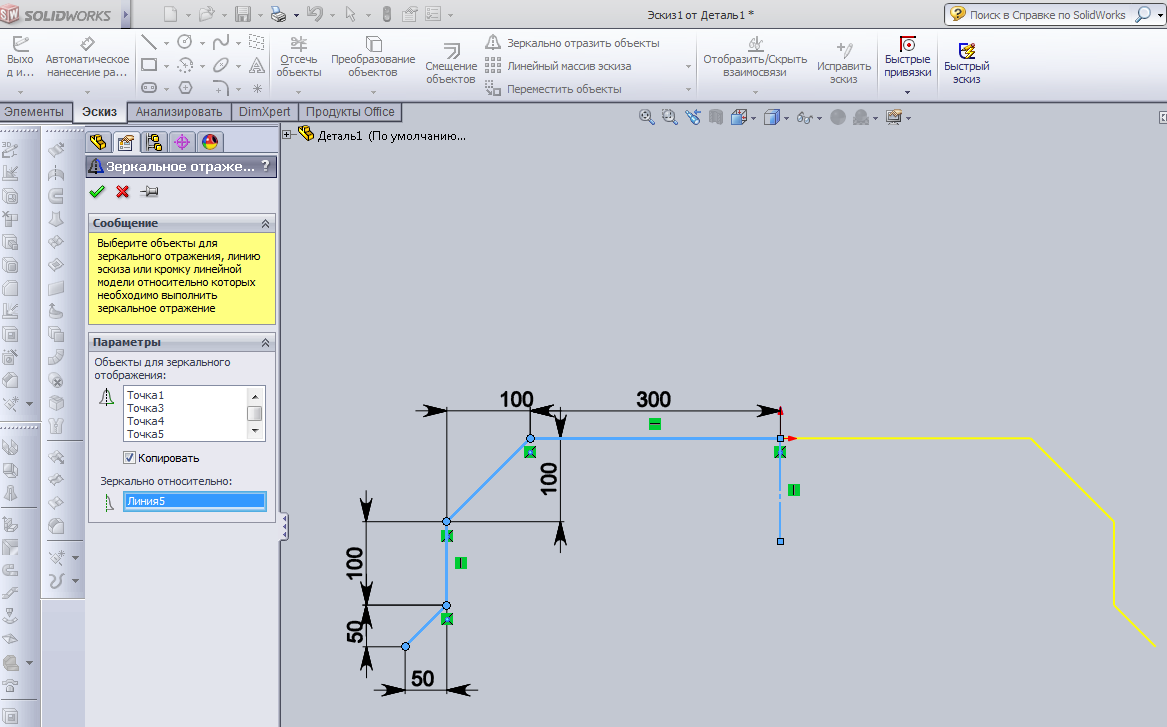 SOLIDWORKS
Эскиз1 от Деталь1 *
Поиск в Справке по SolidWorks
Выхо
д и...
Автоматическое
нанесение ра...
Отсечь
объекты
Преобразование
объектов
Смещение
объектов
Зеркально отразить объекты
Линейный массив эскиза
Переместить объекты
Отобразить/Скрыть
взаимосвязи
Исправить
эскиз
Быстрые
привязки
Быстрый
эскиз
Элементы
Эскиз
Анализировать
DimXpert
Продукты Office
Деталь1 (По умолчанию...
Зеркальное отраже... ?
Сообщение
Выберите объекты для
зеркального отражения, линию
эскиза или кромку линейной
модели относительно которых
необходимо выполнить
зеркальное отражение
Параметры
Объекты для зеркального
отображения:
Точка1
Точка3
Точка4
Точка5
Копировать
Зеркально относительно:
Линия5
100
300
100
100
50
50